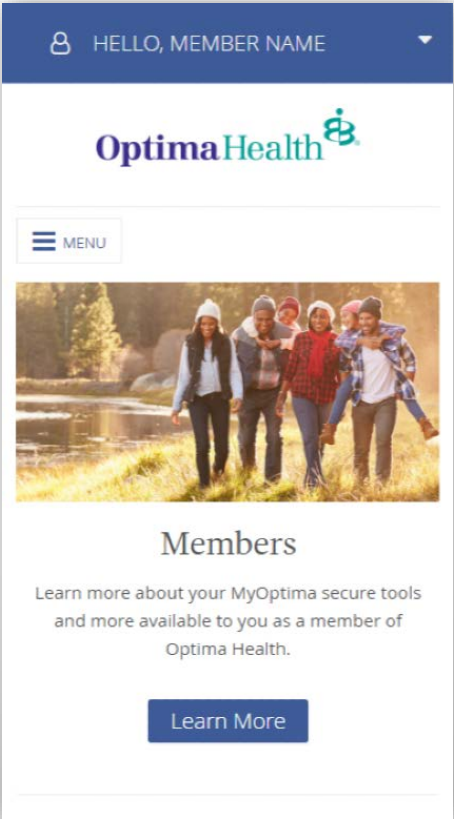 HELLO, MEMBER NAME
OptimaHealth
MENU
Members
Learn more about your MyOptima secure tools
and more available to you as a member of
Optima Health.
Learn More